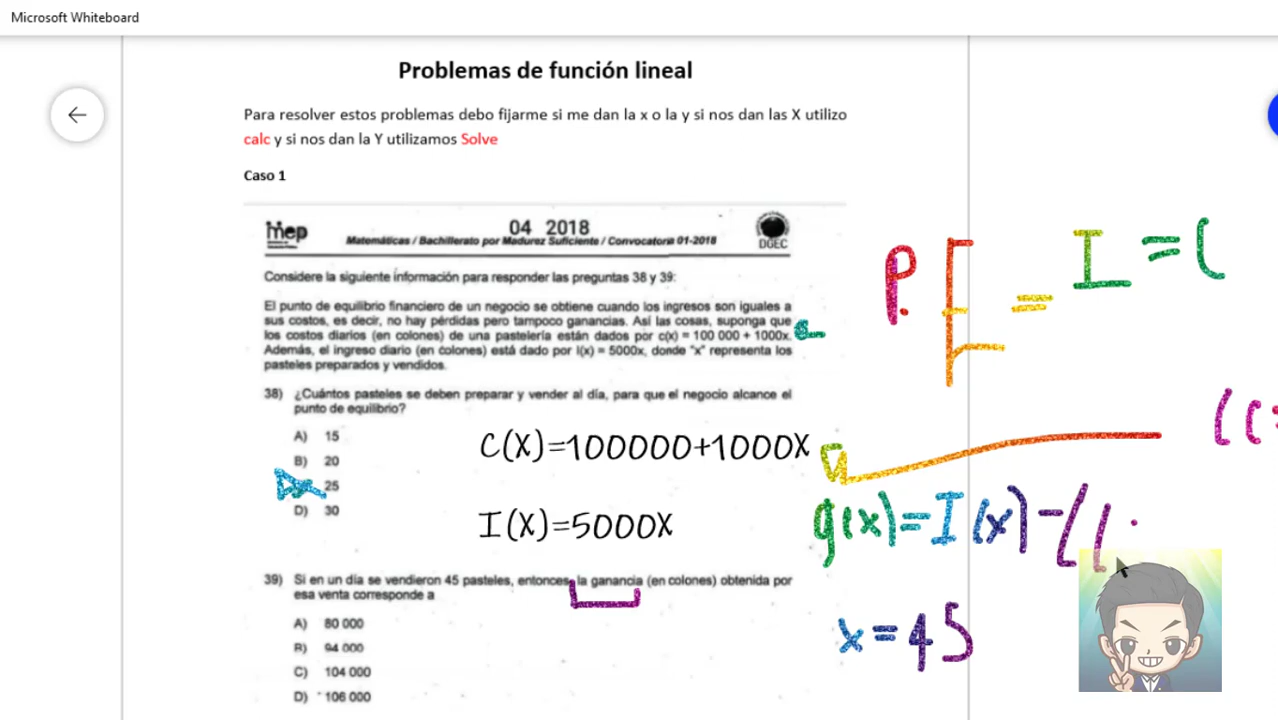 Microsoft Whiteboard
Problemas de función lineal
Para resolver estos problemas debo fijarme si me dan la x o la y si nos dan las X utilizo
calc y si nos dan la Y utilizamos Solve
Caso 1
mep
04 2018
Matemáticas / Bachillerato por Madurez Suficiente / Convocatoria 01-2018
DGEC
Considere la siguiente información para responder las preguntas 38 y 39:
El punto de equilibrio financiero de un negocio se obtiene cuando los ingresos son iguales a
sus costos, es decir, no hay pérdidas pero tampoco ganancias. Así las cosas, suponga que
los costos diarios (en colones) de una pastelería están dados por c(x) = 100 000 + 1000x.
Además, el ingreso diario (en colones) está dado por I(x) = 5000x, donde "x" representa los
pasteles preparados y vendidos.
38) ¿Cuántos pasteles se deben preparar y vender al día, para que el negocio alcance el
punto de equilibrio?
A) 15
B) 20
25
D) 30
C(X)=100000+1000X
I(X)=5000X
39) Si en un día se vendieron 45 pasteles, entonces, la ganancia (en colones) obtenida por
esa venta corresponde a
A) 80 000
B) 94 000
C) 104 000
D) 106 000
P.E = I = C
g(x)=I(x)-C(
x=45